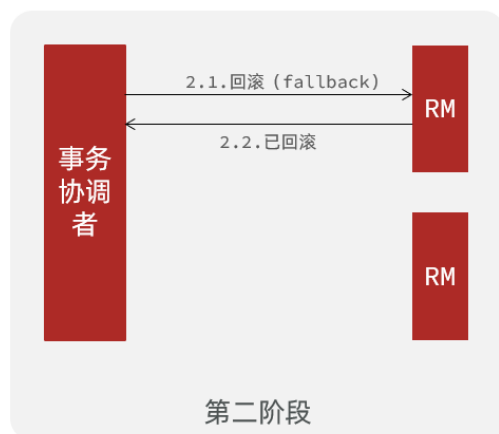 2.1.回滚（fallback）
RM
2.2.已回滚
事务
协调
者
RM
第二阶段